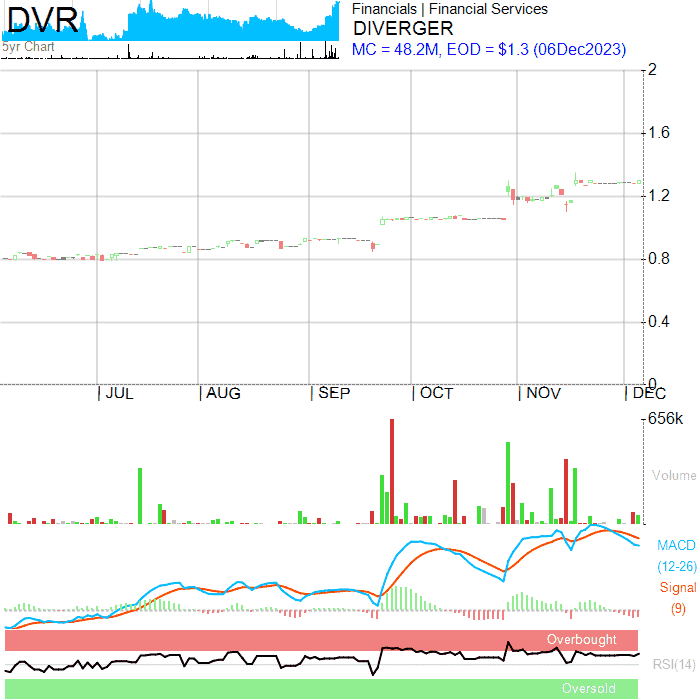 DVR
5yr Chart
Financials | Financial Services
DIVERGER
MC = 48.2M, EOD = $1.3 (06Dec2023)
2
1.6
1.2
0.8
0.4
0
| JUL | AUG | SEP | OCT | NOV | DEC
656k
Volume
MACD
(12-26)
Signal
(9)
Overbought
RSI(14)
Oversold